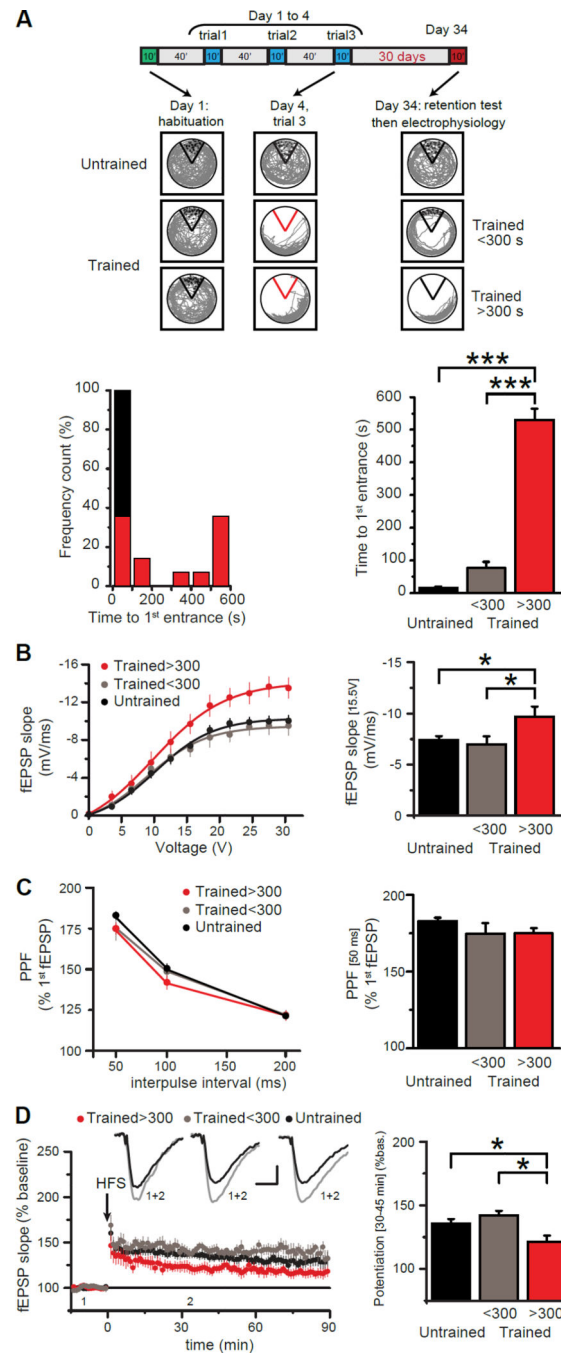 A
Day 1 to 4
trial1 trial2 trial3 Day 34
10' 40' 10' 40' 10' 40' 10' 30 days 10'
Day 1: habituation
Day 4, trial 3
Day 34: retention test then electrophysiology
Untrained
Trained
Trained <300 s
Trained >300 s
Frequency count (%)
100
80
60
40
20
0
0 200 400 600
Time to 1st entrance (s)
Time to 1st entrance (s)
600
500
400
300
200
100
0
***
***
<300 >300
Untrained Trained
B
Trained>300
Trained<300
Untrained
fEPSP slope (mV/ms)
-16
-12
-8
-4
0
0 5 10 15 20 25 30
Voltage (V)
fEPSP slope [15.5V] (mV/ms)
-15
-10
-5
0
*
*
<300 >300
Untrained Trained
C
Trained>300
Trained<300
Untrained
PPF (% 1st fEPSP)
200
175
150
125
100
50 100 150 200
interpulse interval (ms)
PPF [50 ms] (% 1st fEPSP)
200
150
100
<300 >300
Untrained Trained
D
Trained>300 Trained<300 Untrained
fEPSP slope (% baseline)
250
200
150
100
HFS
1+2 1+2 1+2
1 2
0 30 60 90
time (min)
Potentiation [30-45 min] (%bas.)
200
150
100
*
*
<300 >300
Untrained Trained